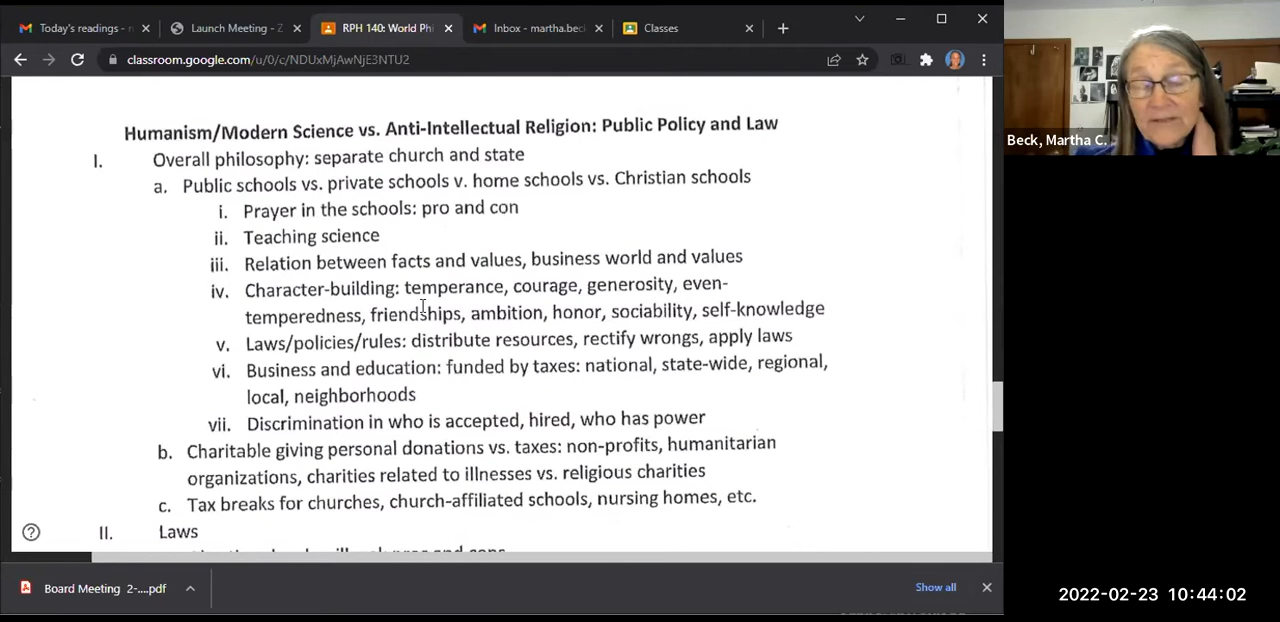 Today's readings - r
Launch Meeting - Z
RPH 140: World Phi
Inbox - martha.beck
Classes
classroom.google.com/u/0/c/NDUxMjAwNjE3NTU2
Humanism/Modern Science vs. Anti-Intellectual Religion: Public Policy and Law
I. Overall philosophy: separate church and state
a. Public schools vs. private schools v. home schools vs. Christian schools
i. Prayer in the schools: pro and con
ii. Teaching science
iii. Relation between facts and values, business world and values
iv. Character-building: temperance, courage, generosity, even-
temperedness, friendships, ambition, honor, sociability, self-knowledge
v. Laws/policies/rules: distribute resources, rectify wrongs, apply laws
vi. Business and education: funded by taxes: national, state-wide, regional,
local, neighborhoods
vii. Discrimination in who is accepted, hired, who has power
b. Charitable giving personal donations vs. taxes: non-profits, humanitarian
organizations, charities related to illnesses vs. religious charities
c. Tax breaks for churches, church-affiliated schools, nursing homes, etc.
II. Laws
Board Meeting 2-....pdf
Show all
Beck, Martha C.
2022-02-23 10:44:02